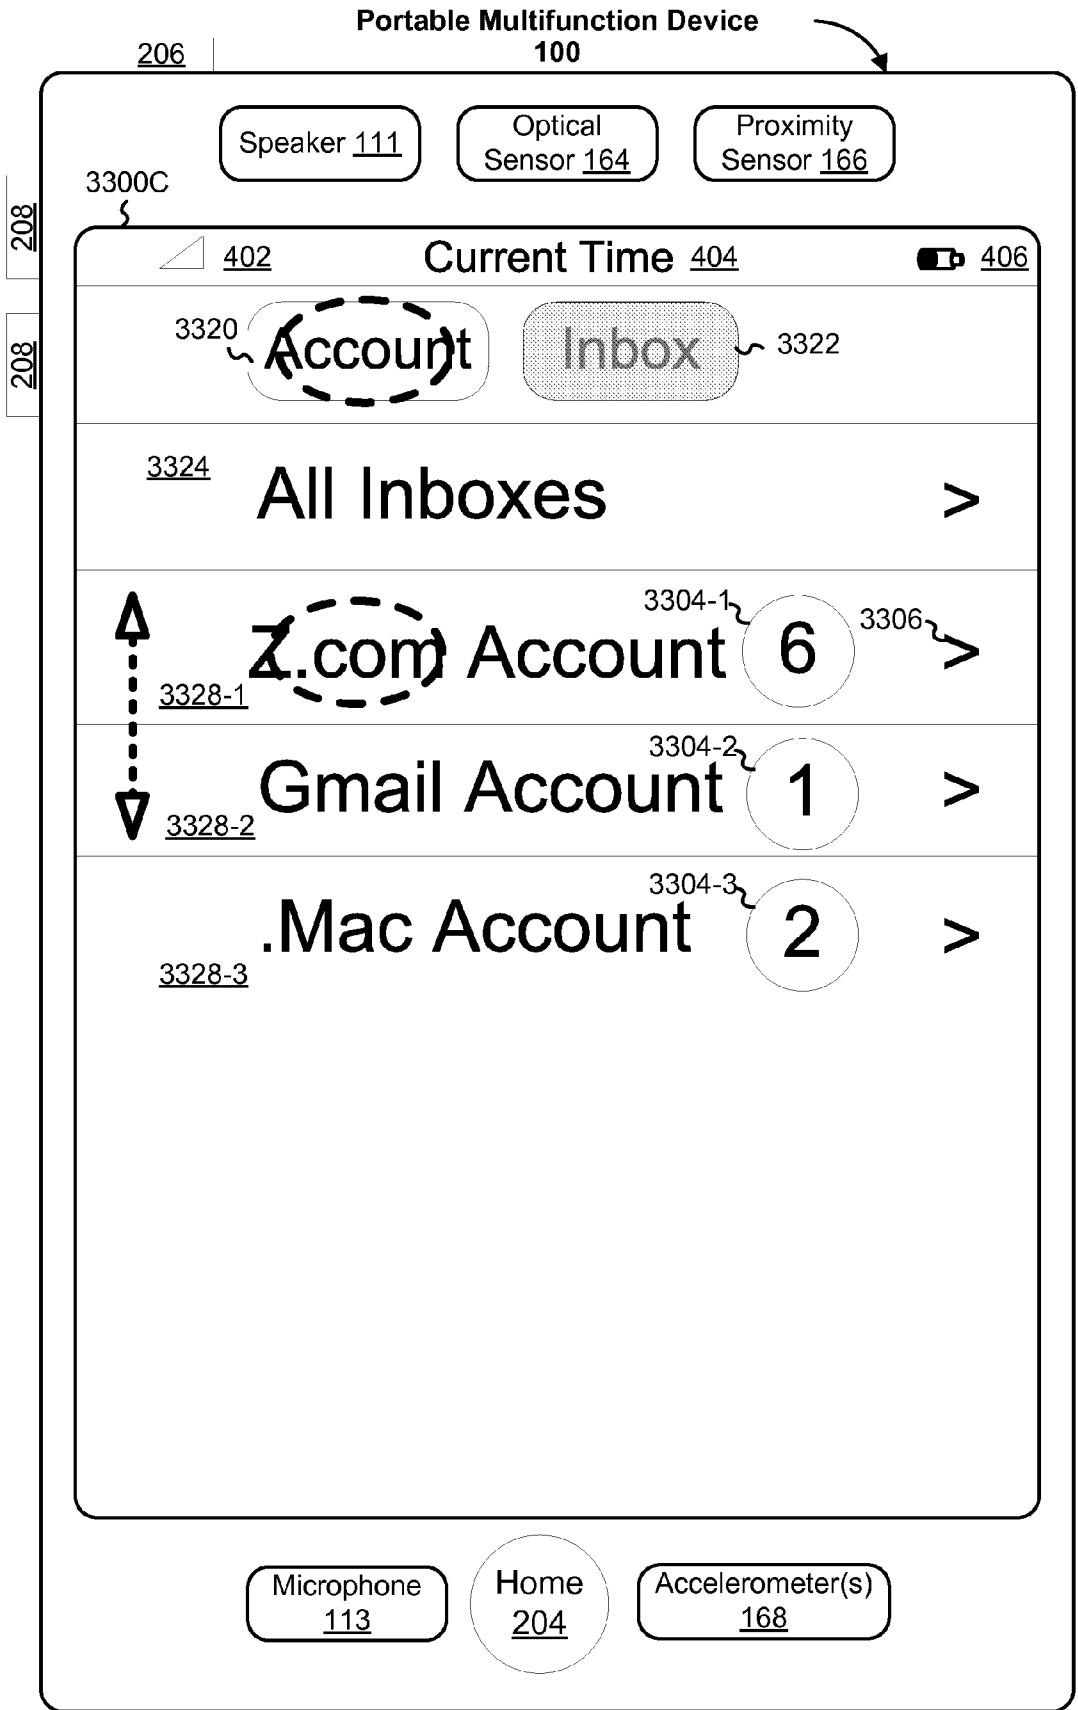 Portable Multifunction Device
100
206
Speaker 111
Optical
Sensor 164
Proximity
Sensor 166
3300C
208
402
Current Time 404
406
3320
Account
Inbox
3322
208
3324
All Inboxes
>
3304-1
3306
Z.com Account
6
>
3328-1
3304-2
Gmail Account
1
>
3328-2
3304-3
.Mac Account
2
>
3328-3
Microphone
113
Home
204
Accelerometer(s)
168